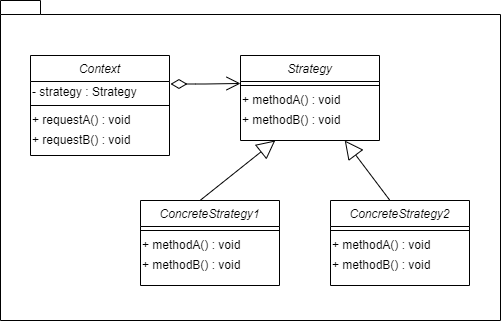 Context
- strategy : Strategy
+ requestA() : void
+ requestB() : void
Strategy
+ methodA() : void
+ methodB() : void
ConcreteStrategy1
+ methodA() : void
+ methodB() : void
ConcreteStrategy2
+ methodA() : void
+ methodB() : void